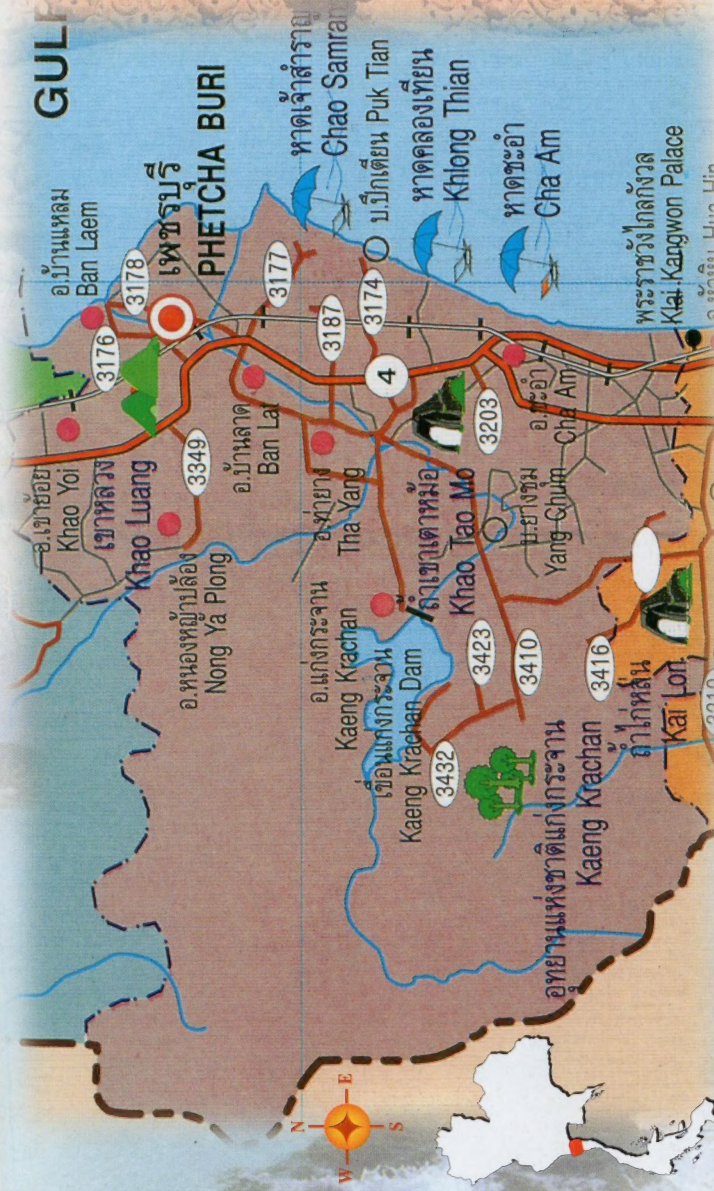 GULF
อ.บ้านแหลม
Ban Laem
3178
3176
เพชรบุรี
PHETCHA BURI
อ.เขาย้อย
Khao Yoi
เขาหลวง
Khao Luang
3349
อ.หนองหญ้าปล้อง
Nong Ya Plong
อ.บ้านลาด
Ban Lat
3177
หาดเจ้าสำราญ
Chao Samran
3187
อ.ท่ายาง
Tha Yang
3174
บ.ปึกเตียน Puk Tian
4
อ.แก่งกระจาน
Kaeng Krachan
เขื่อนแก่งกระจาน
Kaeng Krachan Dam
หาดคลองเทียน
Khlong Thian
ถ้ำเขาเตาหม้อ
Khao Tao Mo
3432
3423
3203
หาดชะอำ
Cha Am
3410
อ.ชะอำ
Cha Am
บ.ยางชุม
Yang Chum
อุทยานแห่งชาติแก่งกระจาน
Kaeng Krachan
3416
ถ้ำไก่หล่น
Kai Lon
พระราชวังไกลกังวล
Klai Kangwon Palace
Hua Hin
3219
N
W
E
S